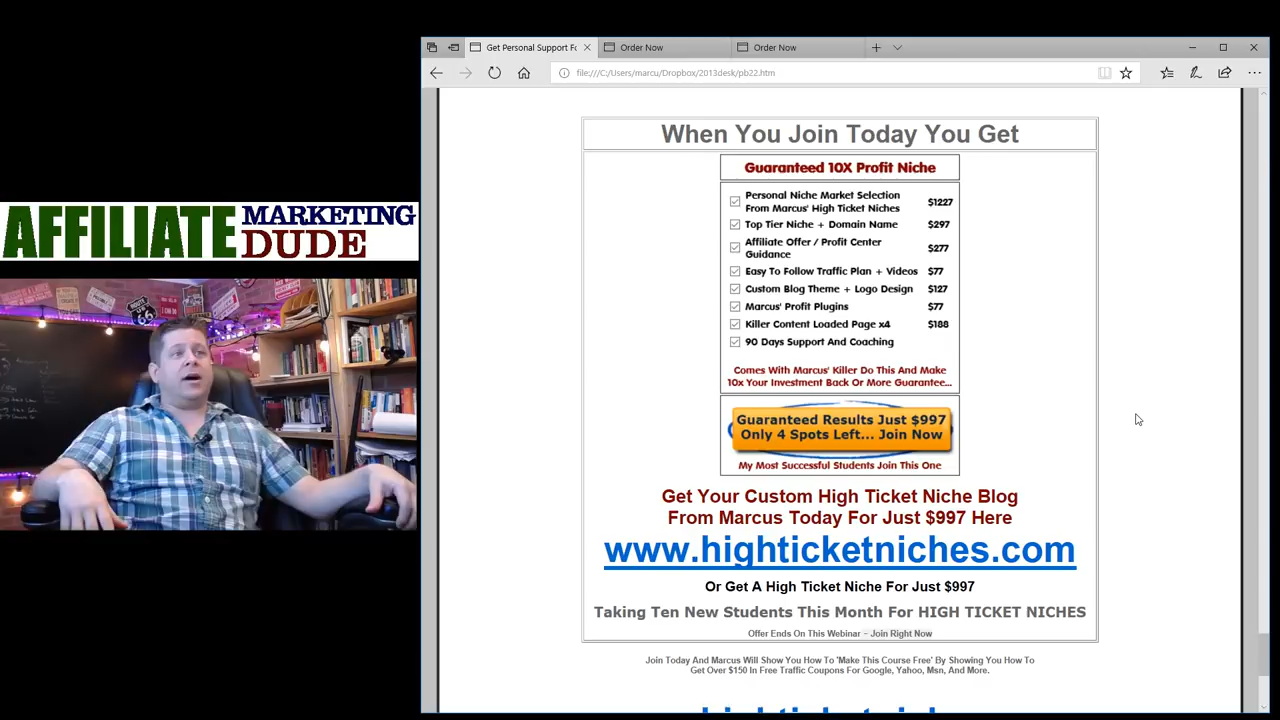 AFFILIATE MARKETING DUDE
Get Personal Support Fo
Order Now
Order Now
file:///C:/Users/marcu/Dropbox/2013desk/pb22.htm
When You Join Today You Get
Guaranteed 10X Profit Niche
Personal Niche Market Selection
From Marcus' High Ticket Niches $1227
Top Tier Niche + Domain Name $297
Affiliate Offer / Profit Center
Guidance $277
Easy To Follow Traffic Plan + Videos $77
Custom Blog Theme + Logo Design $127
Marcus' Profit Plugins $77
Killer Content Loaded Page x4 $188
90 Days Support And Coaching
Comes With Marcus' Killer Do This And Make
10x Your Investment Back Or More Guarantee...
Guaranteed Results Just $997
Only 4 Spots Left... Join Now
My Most Successful Students Join This One
Get Your Custom High Ticket Niche Blog
From Marcus Today For Just $997 Here
www.highticketniches.com
Or Get A High Ticket Niche For Just $997
Taking Ten New Students This Month For HIGH TICKET NICHES
Offer Ends On This Webinar - Join Right Now
Join Today And Marcus Will Show You How To 'Make This Course Free' By Showing You How To
Get Over $150 In Free Traffic Coupons For Google, Yahoo, Msn, And More.